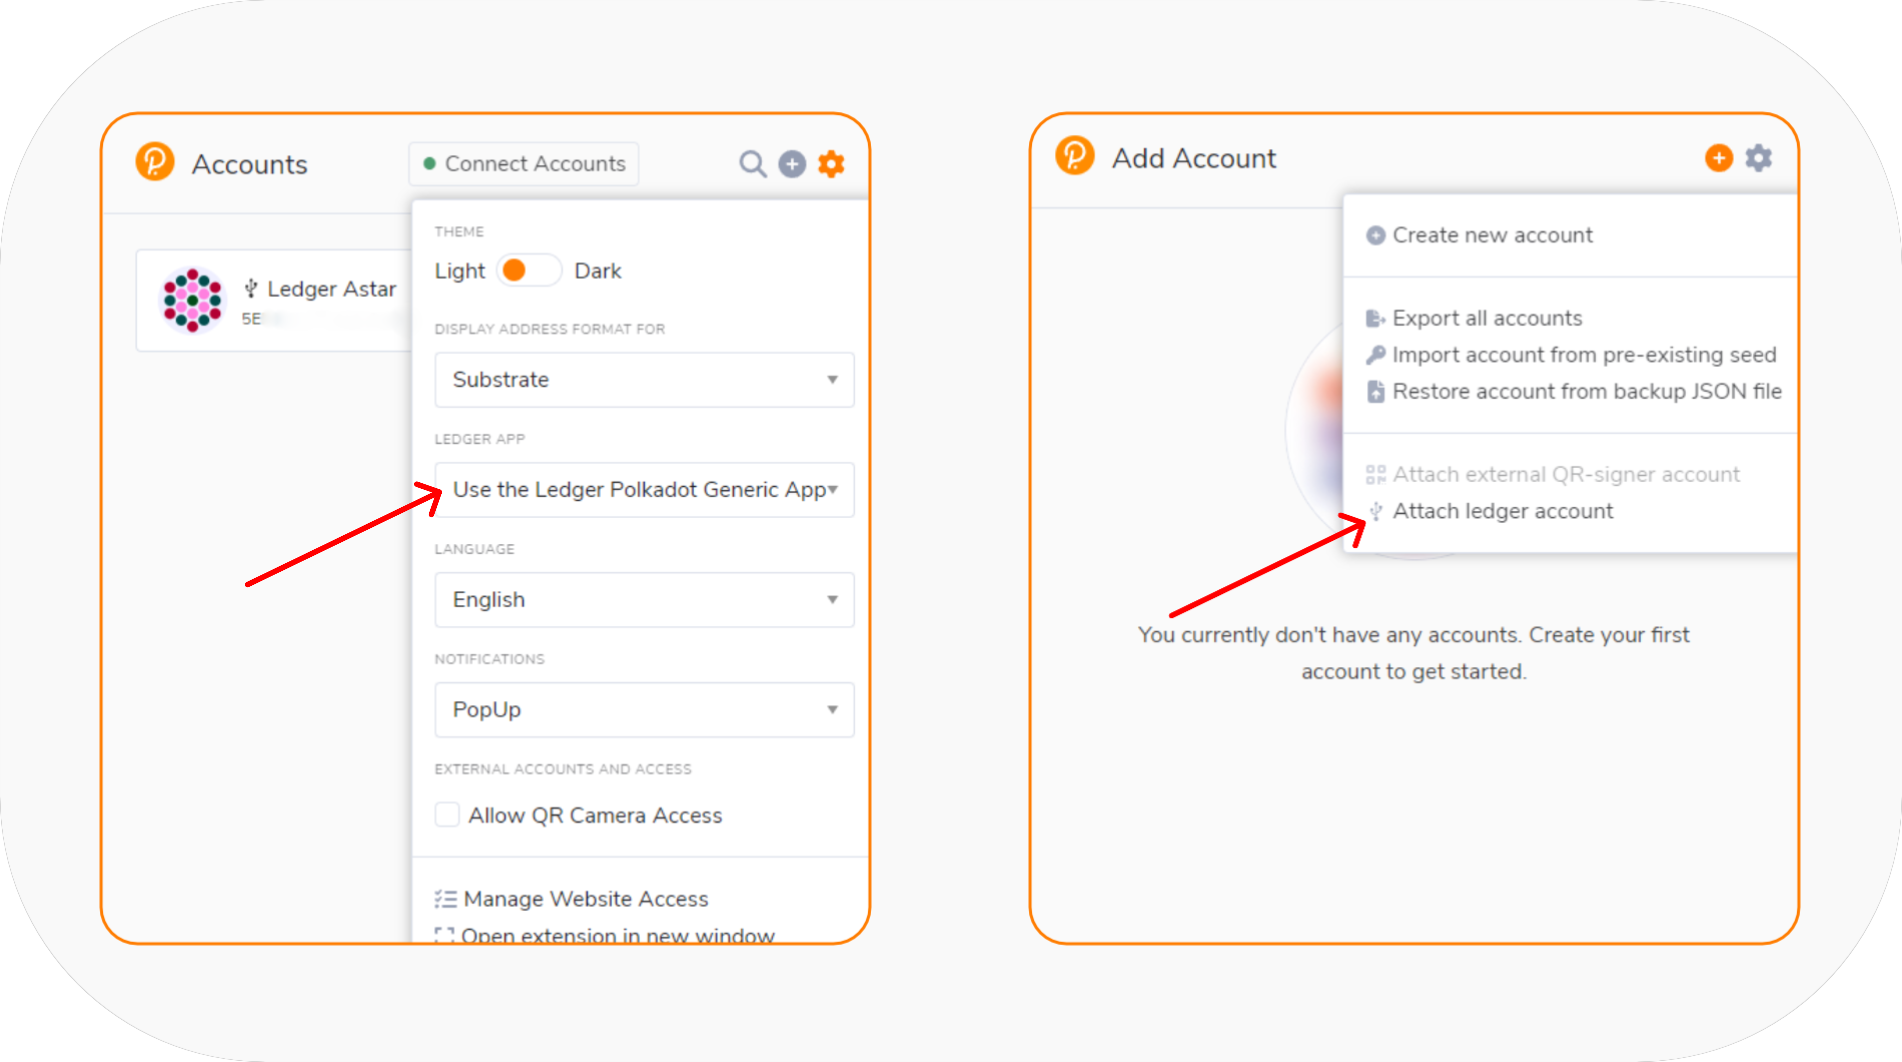 Accounts
Connect Accounts
Ledger Astar
5E
THEME
Light
Dark
DISPLAY ADDRESS FORMAT FOR
Substrate
LEDGER APP
Use the Ledger Polkadot Generic App
LANGUAGE
English
NOTIFICATIONS
PopUp
EXTERNAL ACCOUNTS AND ACCESS
Allow QR Camera Access
Manage Website Access
Open extension in new window
Add Account
Create new account
Export all accounts
Import account from pre-existing seed
Restore account from backup JSON file
Attach external QR-signer account
Attach ledger account
You currently don't have any accounts. Create your first
account to get started.